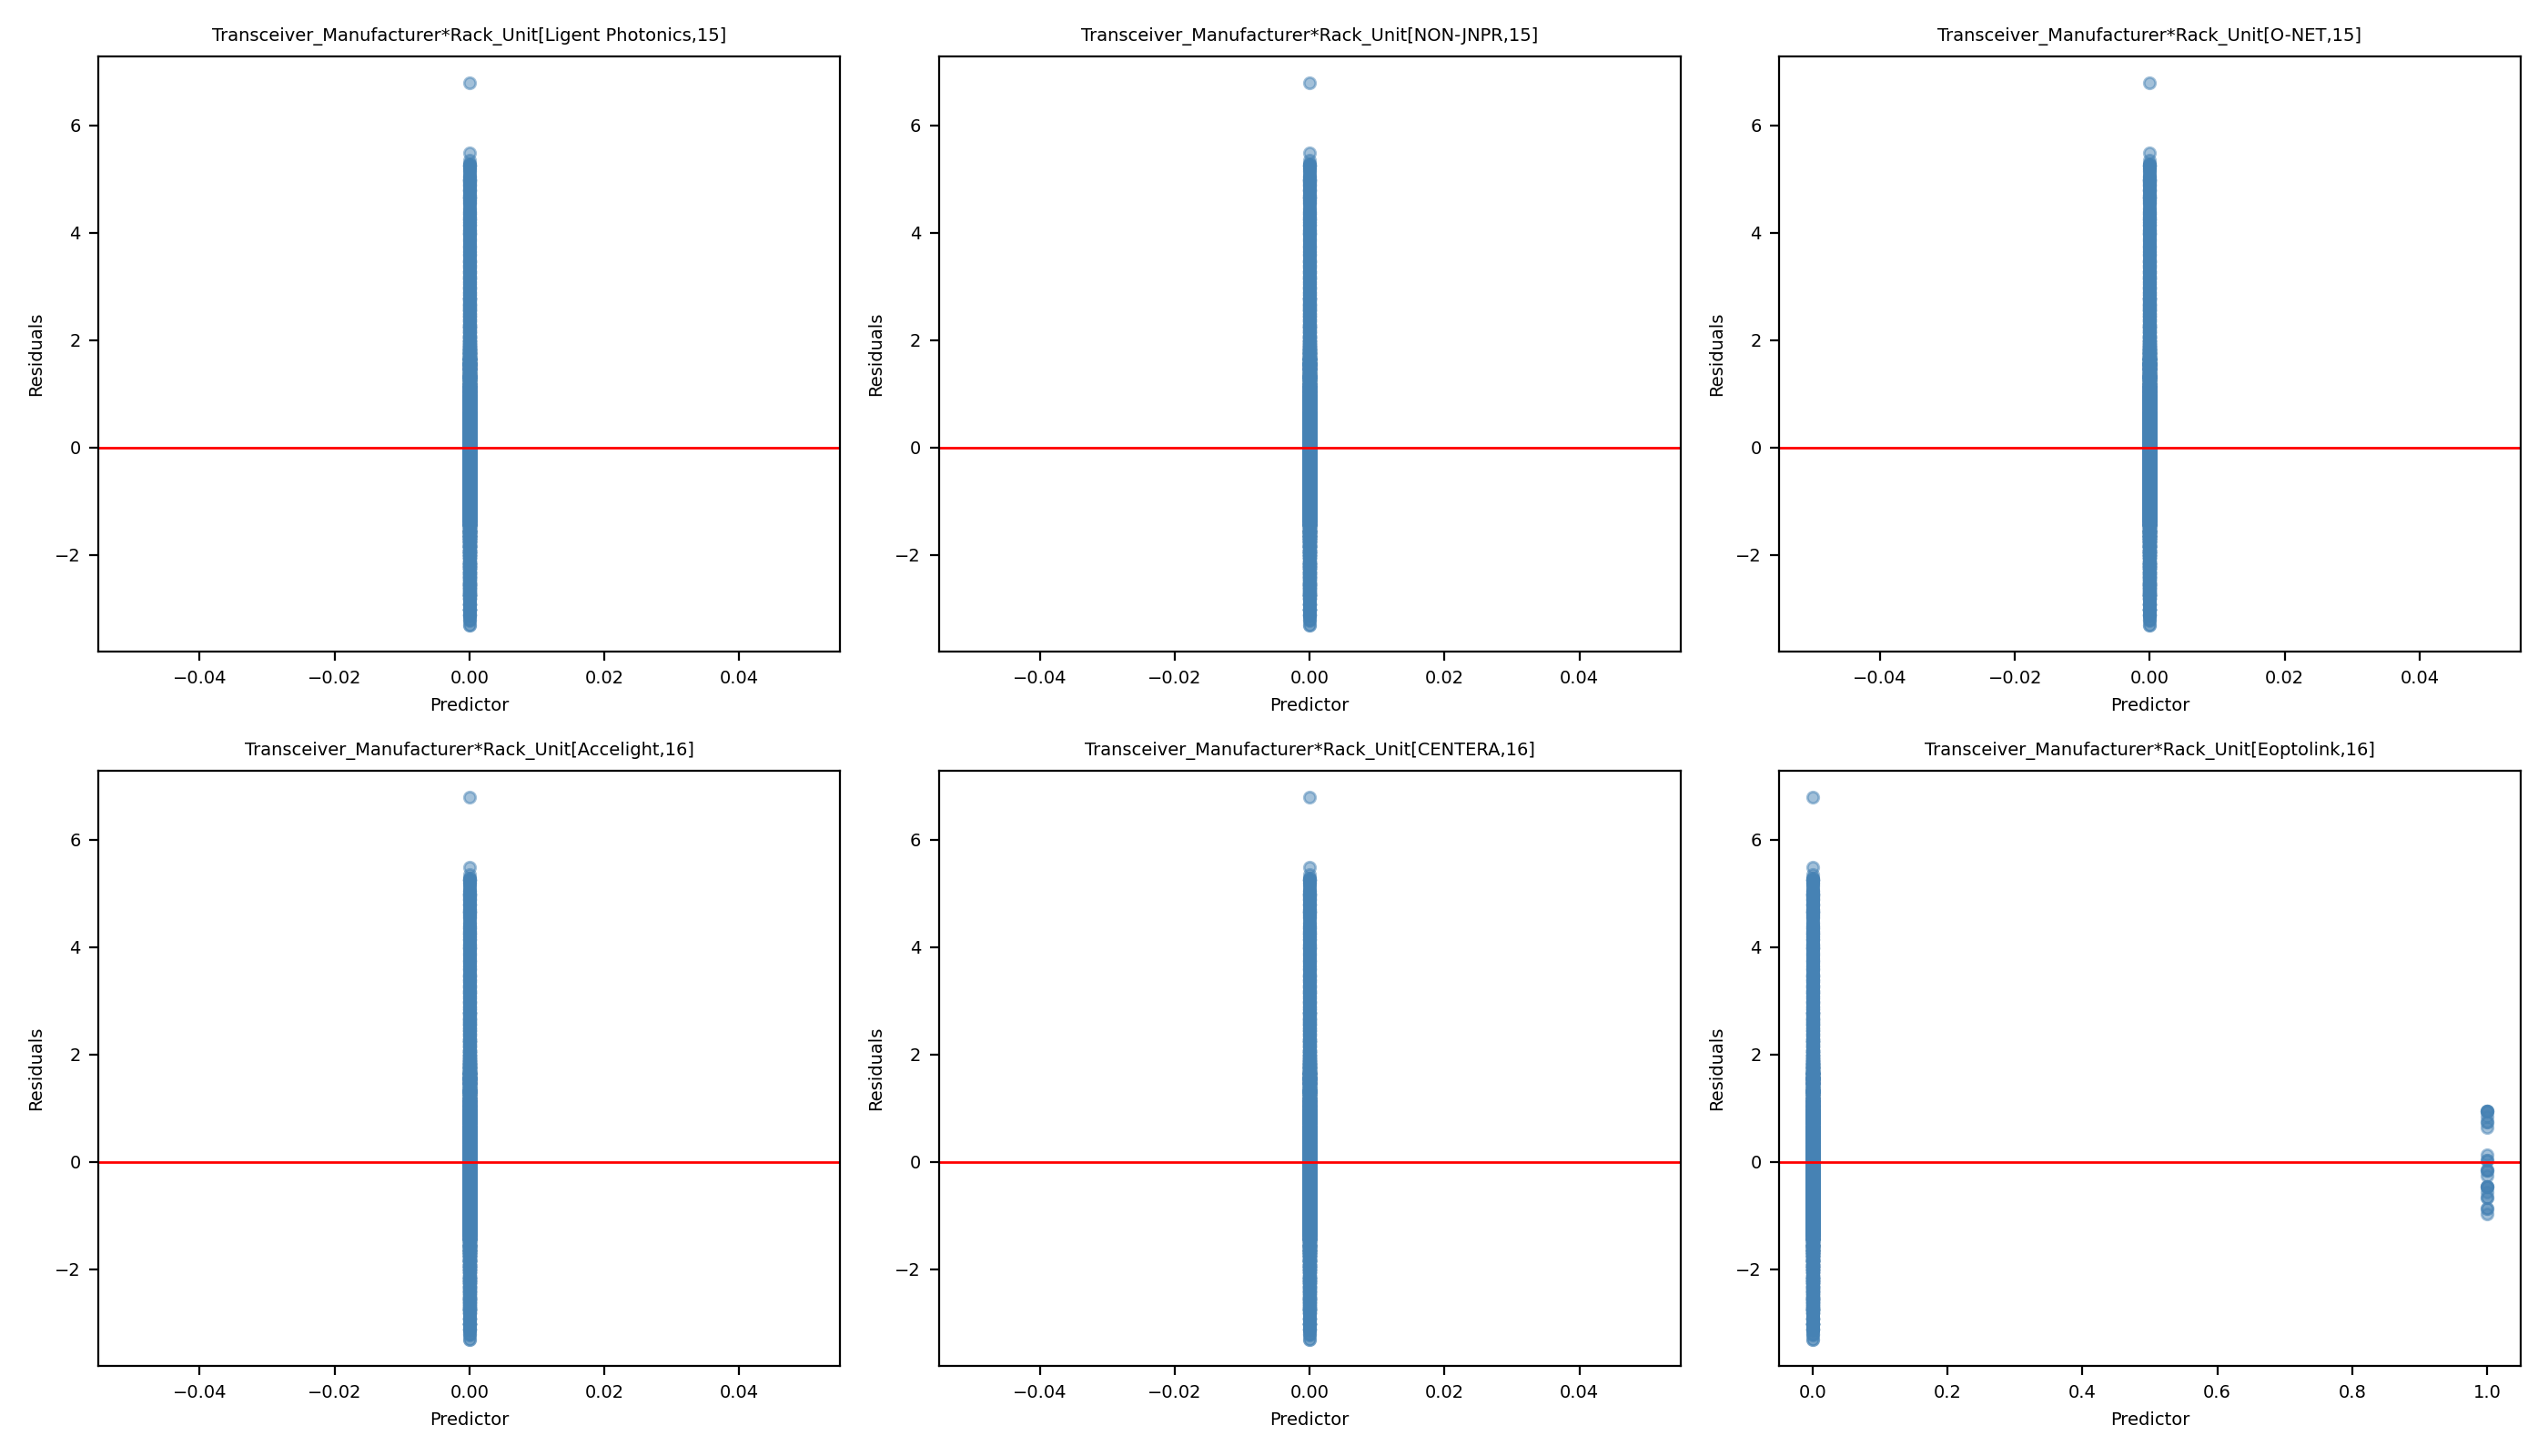 Transceiver_Manufacturer*Rack_Unit[Ligent Photonics,15]
6
4
2
0
−2
Residuals
−0.04 −0.02 0.00 0.02 0.04
Predictor
Transceiver_Manufacturer*Rack_Unit[NON-JNPR,15]
6
4
2
0
−2
Residuals
−0.04 −0.02 0.00 0.02 0.04
Predictor
Transceiver_Manufacturer*Rack_Unit[O-NET,15]
6
4
2
0
−2
Residuals
−0.04 −0.02 0.00 0.02 0.04
Predictor
Transceiver_Manufacturer*Rack_Unit[Accelight,16]
6
4
2
0
−2
Residuals
−0.04 −0.02 0.00 0.02 0.04
Predictor
Transceiver_Manufacturer*Rack_Unit[CENTERA,16]
6
4
2
0
−2
Residuals
−0.04 −0.02 0.00 0.02 0.04
Predictor
Transceiver_Manufacturer*Rack_Unit[Eoptolink,16]
6
4
2
0
−2
Residuals
0.0 0.2 0.4 0.6 0.8 1.0
Predictor